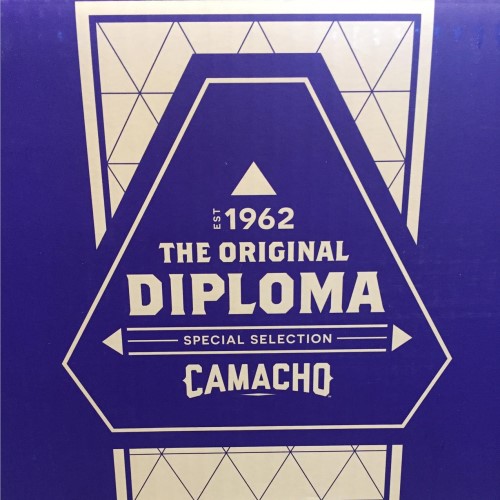 EST 1962
THE ORIGINAL
DIPLOMA
SPECIAL SELECTION
CAMACHO